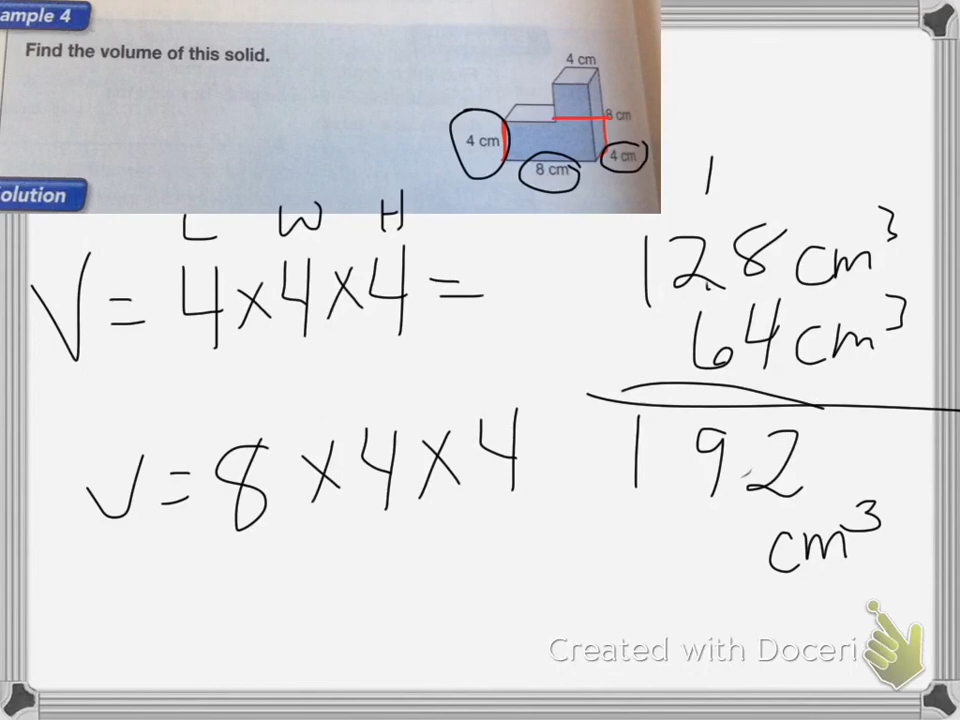 ample 4
Find the volume of this solid.
4 cm
8 cm
4 cm
4 cm
8 cm
olution
L W H
V = 4 × 4 × 4 =
1
128 cm³
64 cm³
192
cm³
V = 8 × 4 × 4
Created with Doceri